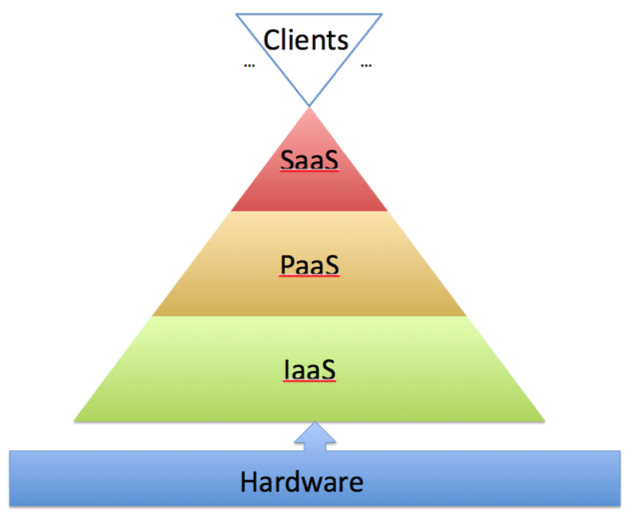 Clients
... ...
SaaS
PaaS
IaaS
Hardware